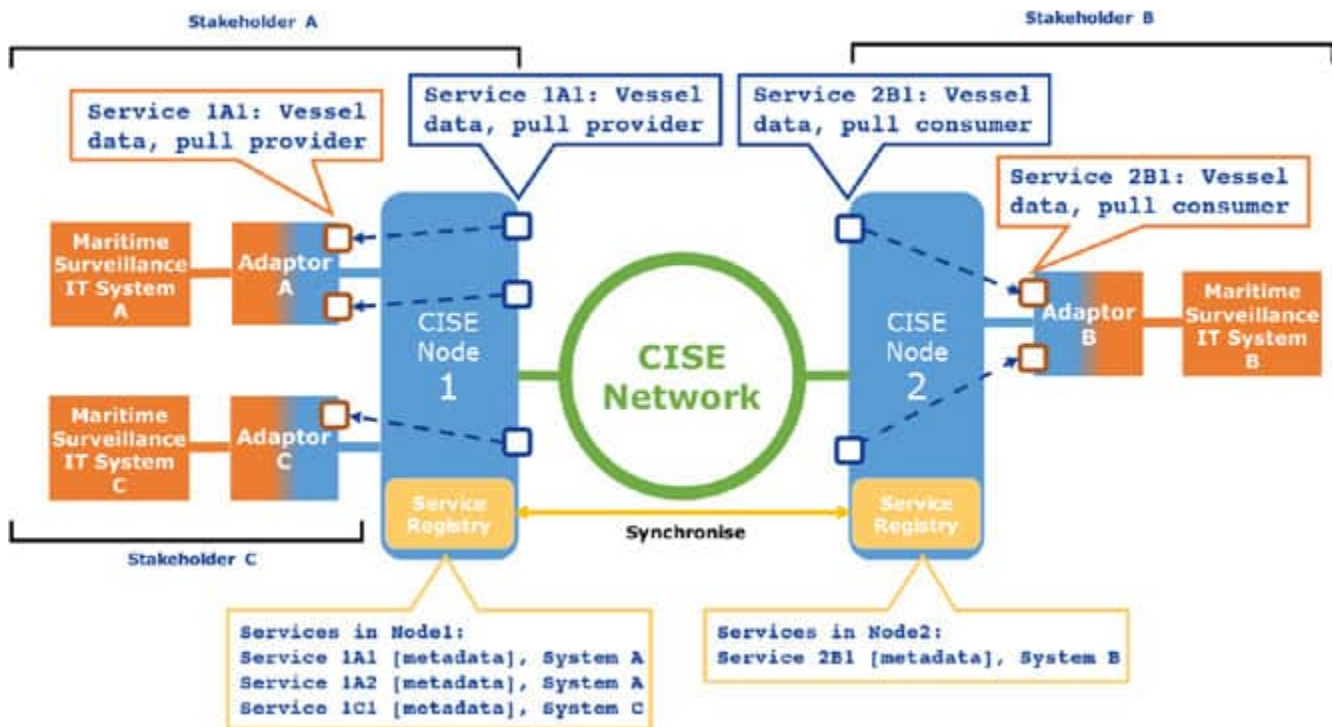 Stakeholder A
Stakeholder B
Service 1A1: Vessel
data, pull provider
Service 1A1: Vessel
data, pull provider
Service 2B1: Vessel
data, pull consumer
Service 2B1: Vessel
data, pull consumer
Maritime
Surveillance
IT System
A
Adaptor
A
CISE
Node
1
CISE
Network
CISE
Node
2
Adaptor
B
Maritime
Surveillance
IT System
B
Maritime
Surveillance
IT System
C
Adaptor
C
Service
Registry
Synchronise
Service
Registry
Stakeholder C
Services in Node1:
Service 1A1 [metadata], System A
Service 1A2 [metadata], System A
Service 1C1 [metadata], System C
Services in Node2:
Service 2B1 [metadata], System B